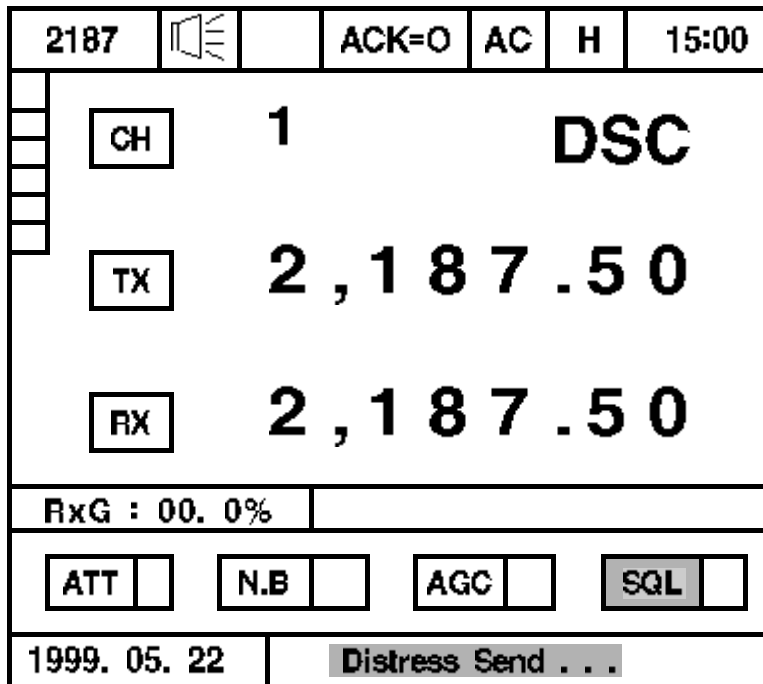 2187 ACK=O AC H 15:00
CH 1 DSC
TX 2,187.50
RX 2,187.50
RxG : 00. 0%
ATT N.B AGC SQL
1999. 05. 22 Distress Send . . .